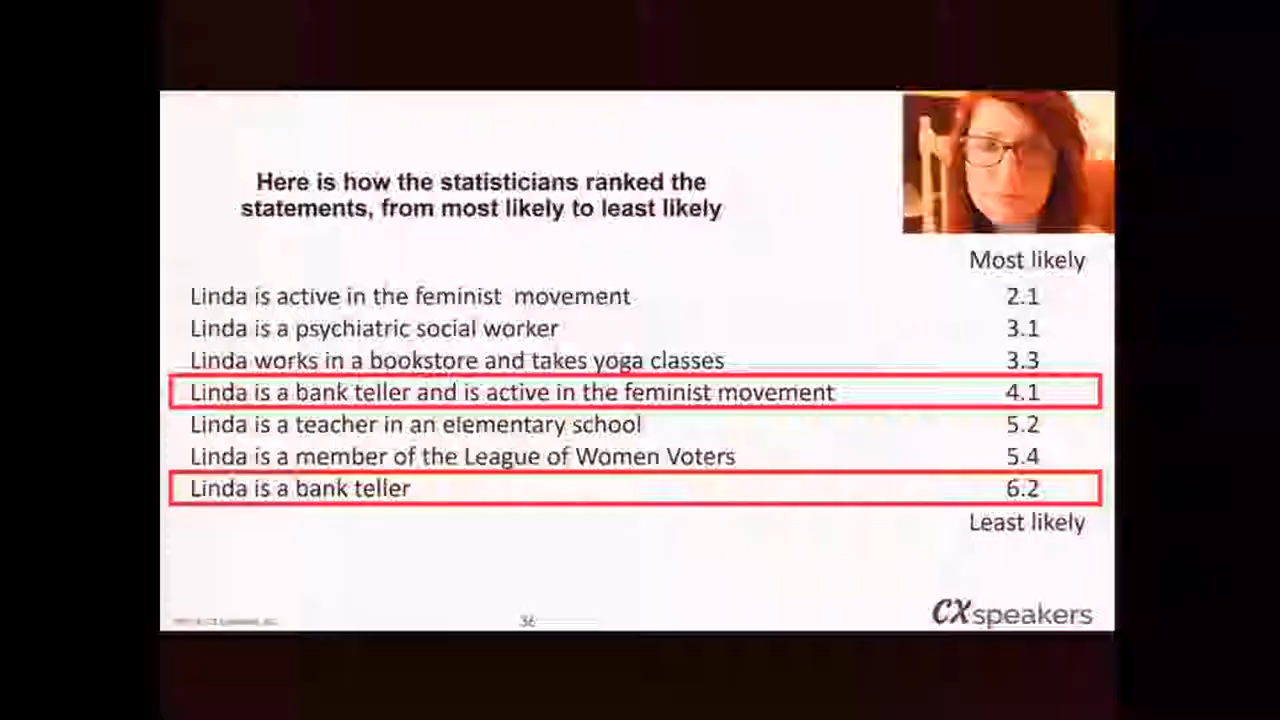 Here is how the statisticians ranked the
statements, from most likely to least likely
Most likely
Linda is active in the feminist movement 2.1
Linda is a psychiatric social worker 3.1
Linda works in a bookstore and takes yoga classes 3.3
Linda is a bank teller and is active in the feminist movement 4.1
Linda is a teacher in an elementary school 5.2
Linda is a member of the League of Women Voters 5.4
Linda is a bank teller 6.2
Least likely
36
CXspeakers